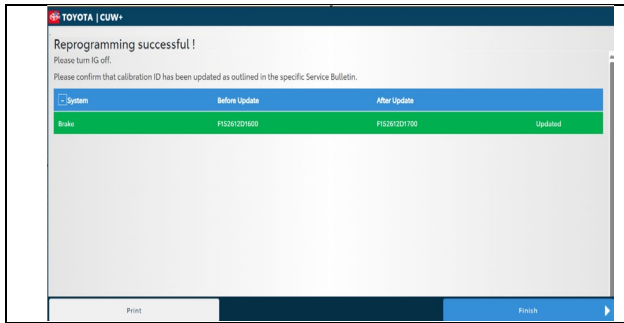 TOYOTA | CUW+
Reprogramming successful !
Please turn IG off.
Please confirm that calibration ID has been updated as outlined in the specific Service Bulletin.
- System Before Update After Update
Brake F152612D1600 F152612D1700 Updated
Print Finish